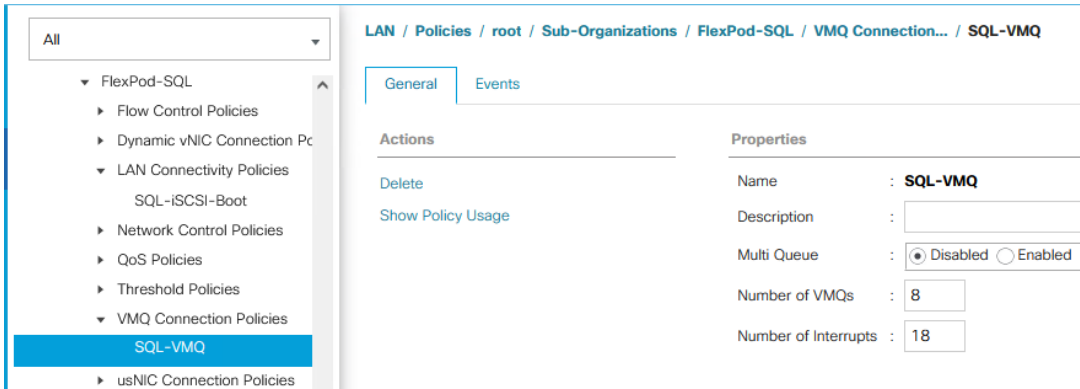 All
FlexPod-SQL
Flow Control Policies
Dynamic vNIC Connection Pc
LAN Connectivity Policies
SQL-iSCSI-Boot
Network Control Policies
QoS Policies
Threshold Policies
VMQ Connection Policies
SQL-VMQ
usNIC Connection Policies
LAN / Policies / root / Sub-Organizations / FlexPod-SQL / VMQ Connection... / SQL-VMQ
General Events
Actions
Delete
Show Policy Usage
Properties
Name : SQL-VMQ
Description :
Multi Queue : Disabled Enabled
Number of VMQs : 8
Number of Interrupts : 18